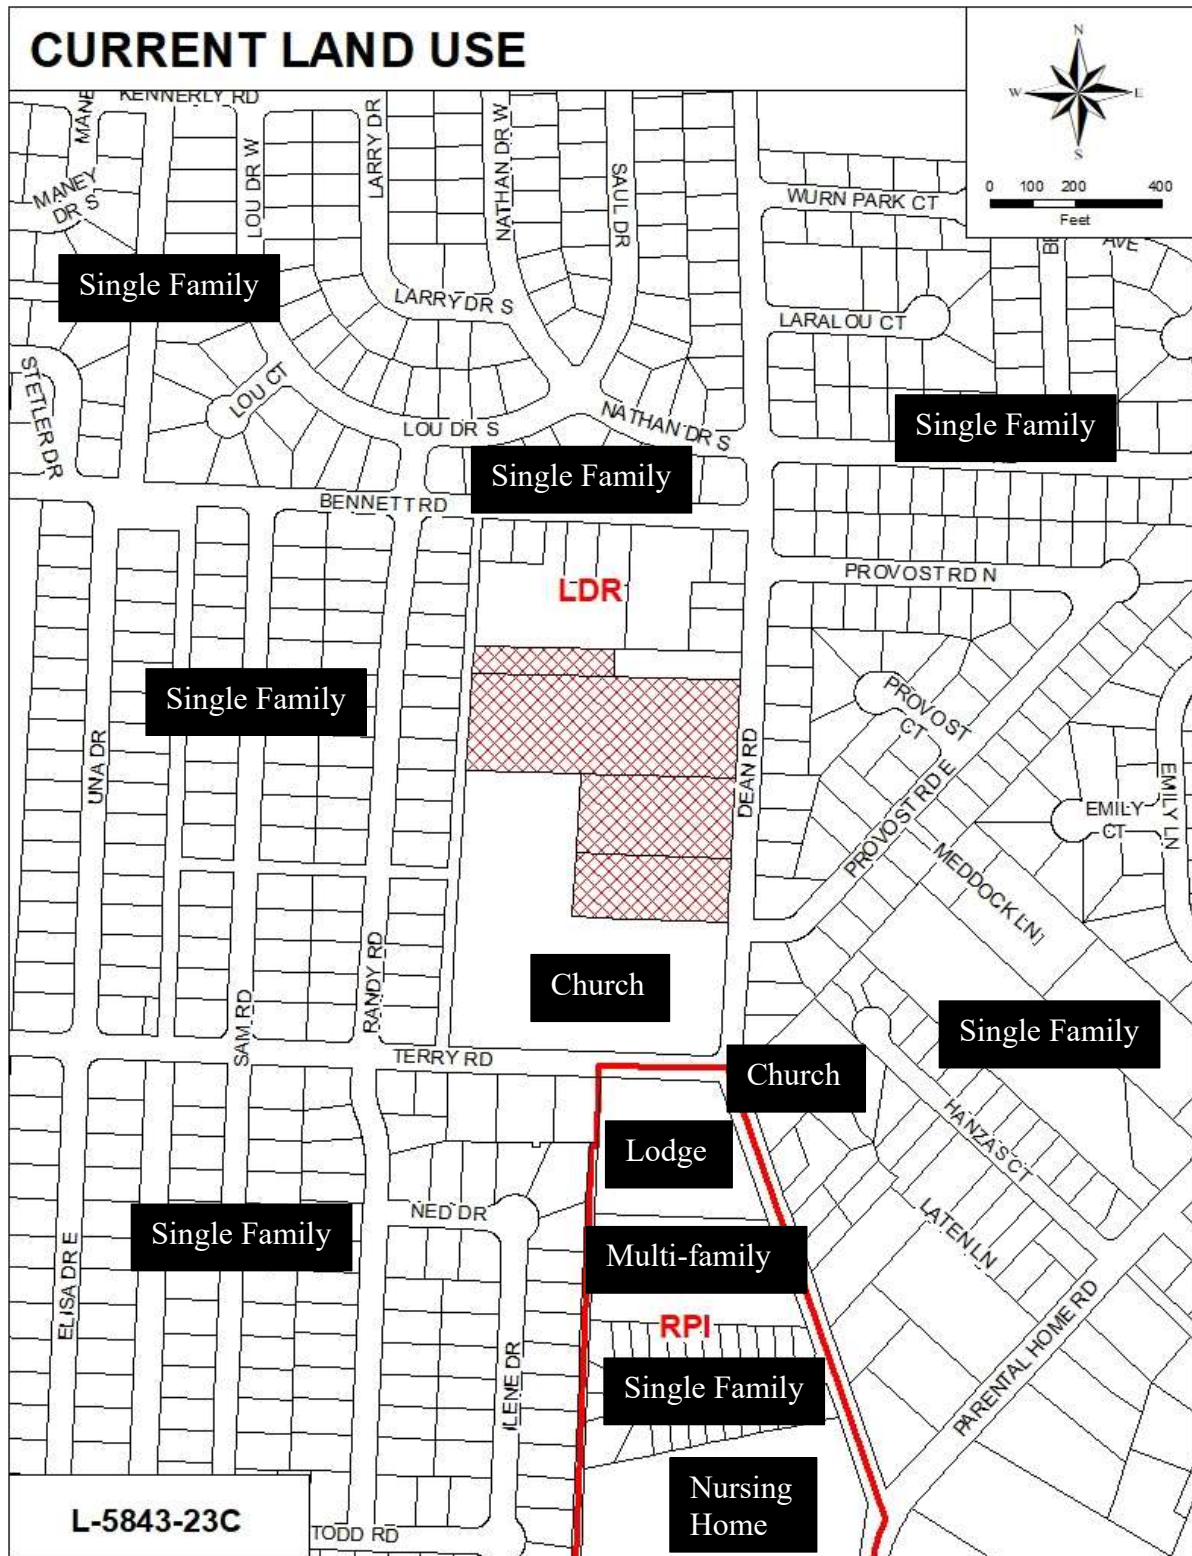 CURRENT LAND USE
N
W
E
S
0 100 200 400
Feet
KENNERLY RD
MANEY
DR S
LOU DR W
LARRY DR
NATHAN DR W
SAUL DR
WURN PARK CT
AVE
Single Family
LARRY DR S
LARALOU CT
STETLER DR
LOU CT
LOU DR S
NATHAN DR S
Single Family
Single Family
BENNETT RD
LDR
PROVOST RD N
Single Family
PROVOST
CT
UNA DR
DEAN RD
PROVOST RD E
EMILY
CT
EMILY LN
MEDDOCK LN
RANDY RD
SAM RD
Church
Single Family
TERRY RD
Church
HANZAS CT
Lodge
LATEN LN
NED DR
Single Family
Multi-family
ELISA DR E
RPI
PARENTAL HOME RD
ILENE DR
Single Family
Nursing
Home
L-5843-23C
TODD RD